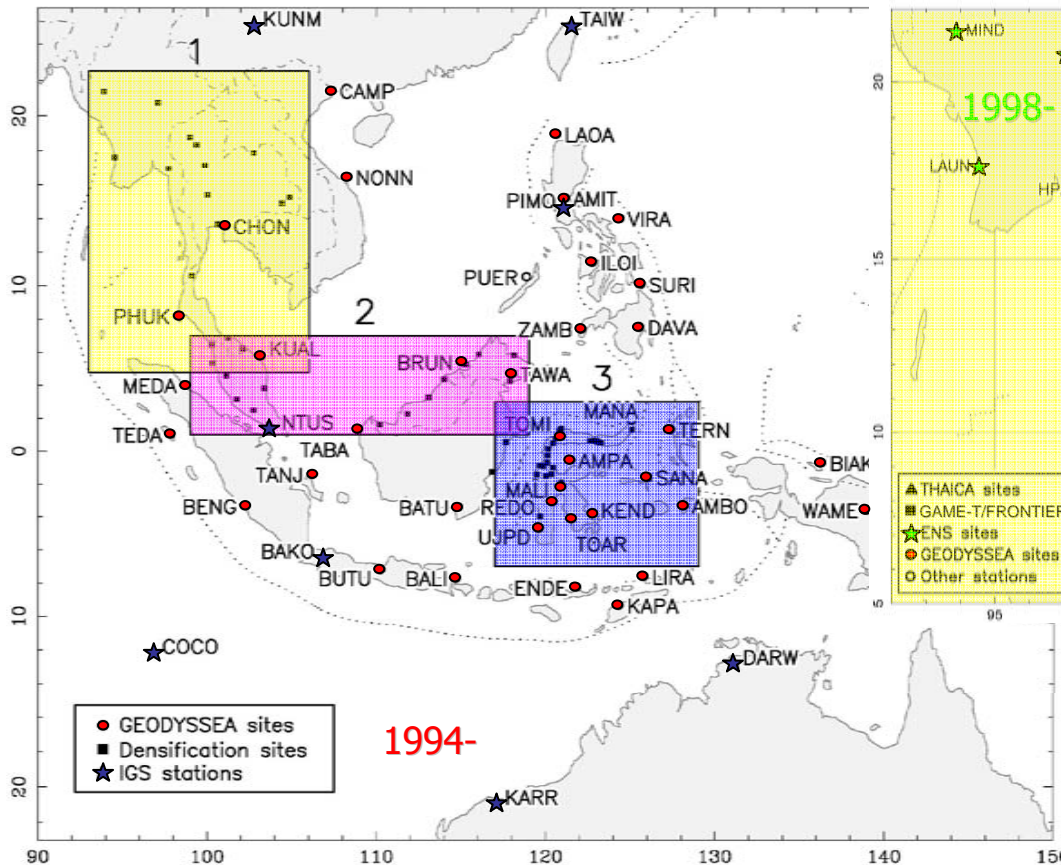 KUNM
TAIW
1
MIND
20
1998-
CAMP
20
LAOA
LAUN
NONN
PIMO
AMIT
HP
VIRA
CHON
15
ILOI
PUER
SURI
10
2
PHUK
ZAMB
DAVA
KUAL
BRUN
3
MEDA
TAWA
NTUS
TOMI
MANA
TEDA
TABA
TERN
10
0
AMPA
BIAK
TANJ
SANA
MALI
THAICA sites
BENG
BATU
REDO
KEND
AMBO
WAME
GAME-T/FRONTIER
UJPD
TOAR
ENS sites
BAKO
GEODYSSEA sites
BUTU
BALI
ENDE
LIRA
Other stations
KAPA
5
95
10
COCO
DARW
GEODYSSEA sites
1994-
Densification sites
IGS stations
20
KARR
90
100
110
120
130
140
150